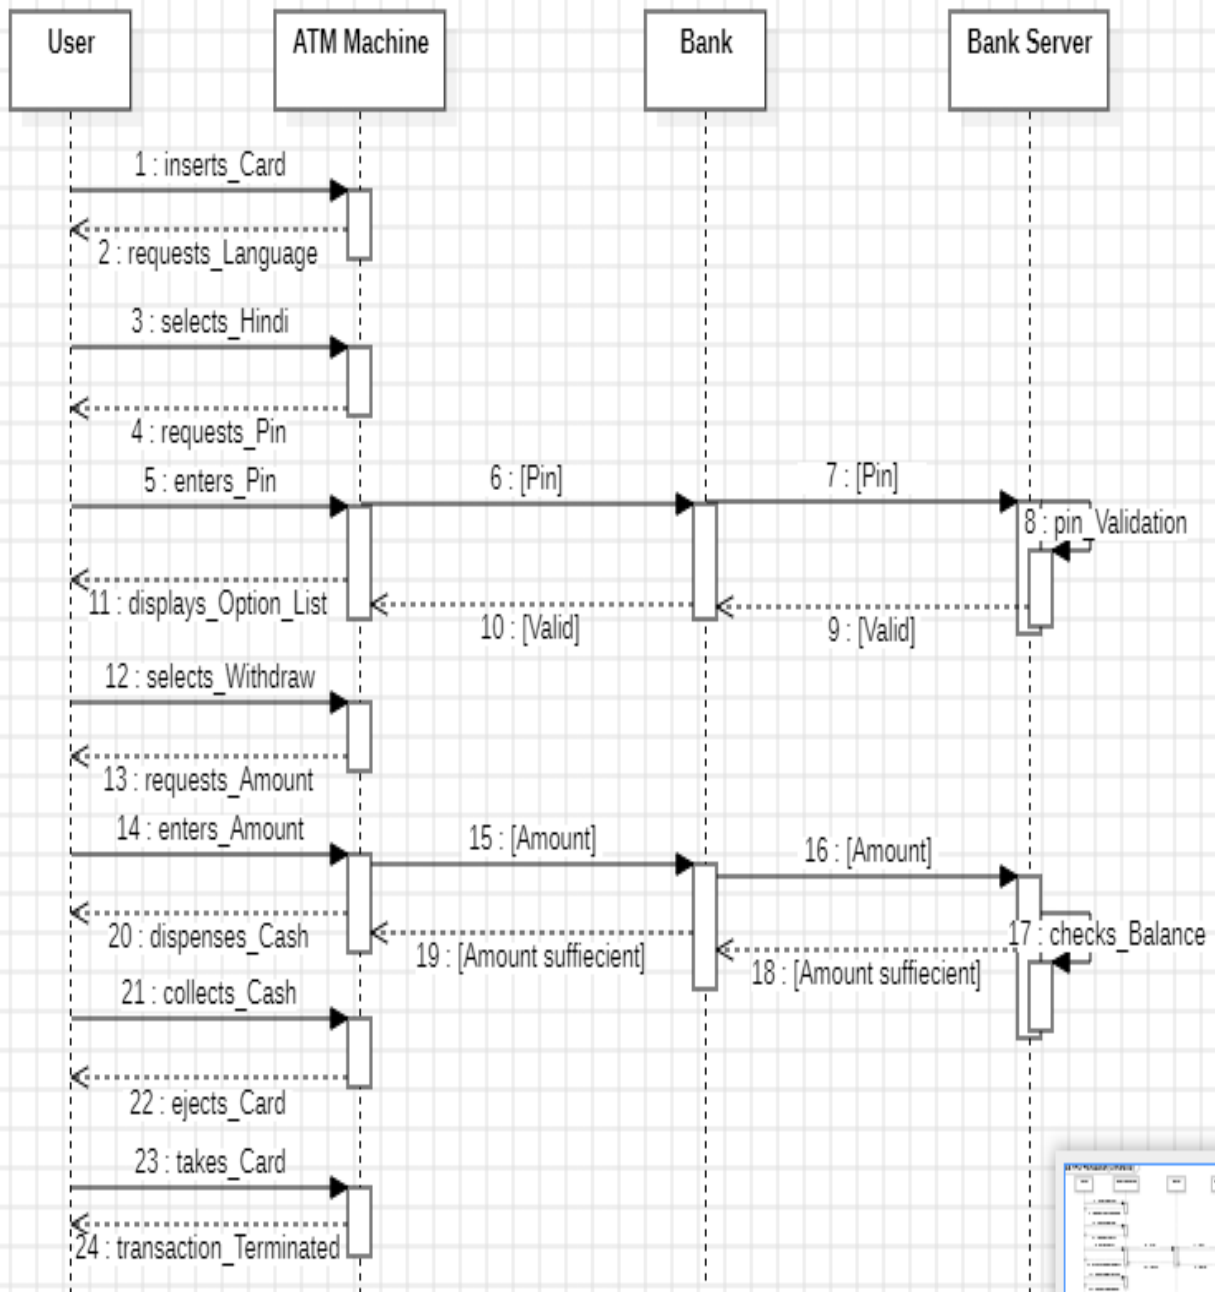 User
ATM Machine
Bank
Bank Server
1 : inserts_Card
2 : requests_Language
3 : selects_Hindi
4 : requests_Pin
5 : enters_Pin
6 : [Pin]
7 : [Pin]
8 : pin_Validation
11 : displays_Option_List
10 : [Valid]
9 : [Valid]
12 : selects_Withdraw
13 : requests_Amount
14 : enters_Amount
15 : [Amount]
16 : [Amount]
17 : checks_Balance
20 : dispenses_Cash
19 : [Amount suffiecient]
18 : [Amount suffiecient]
21 : collects_Cash
22 : ejects_Card
23 : takes_Card
24 : transaction_Terminated